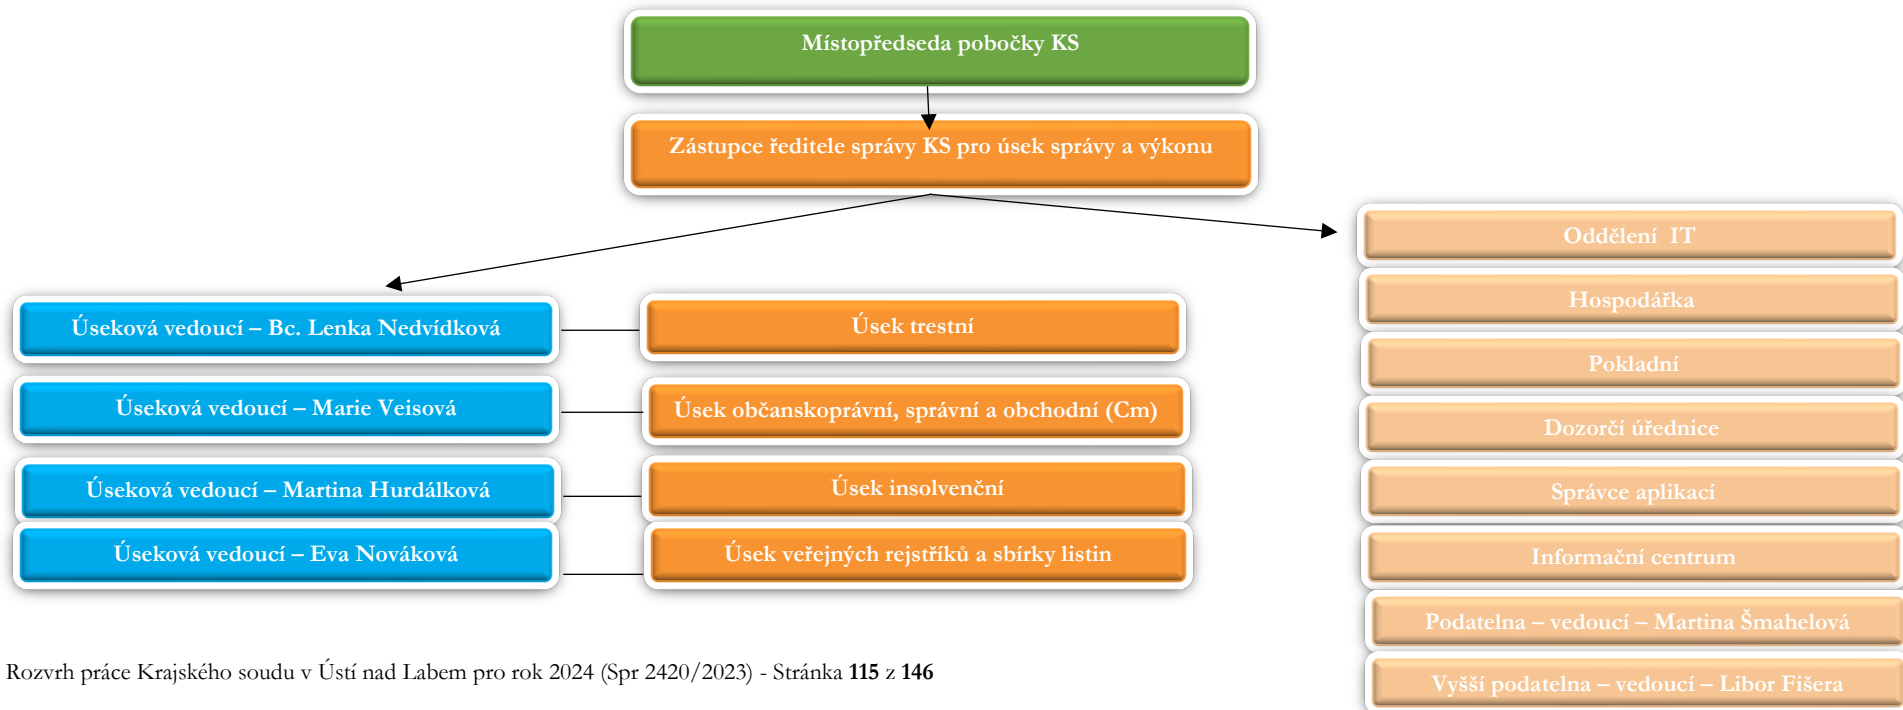 Místopředseda pobočky KS
Zástupce ředitele správy KS pro úsek správy a výkonu
Úseková vedoucí – Bc. Lenka Nedvídková
Úsek trestní
Úseková vedoucí – Marie Veisová
Úsek občanskoprávní, správní a obchodní (Cm)
Úseková vedoucí – Martina Hurdálková
Úsek insolvenční
Úseková vedoucí – Eva Nováková
Úsek veřejných rejstříků a sbírky listin
Oddělení IT
Hospodářka
Pokladní
Dozorčí úřednice
Správce aplikací
Informační centrum
Podatelna – vedoucí – Martina Šmahelová
Vyšší podatelna – vedoucí – Libor Fišera
Rozvrh práce Krajského soudu v Ústí nad Labem pro rok 2024 (Spr 2420/2023) - Stránka 115 z 146